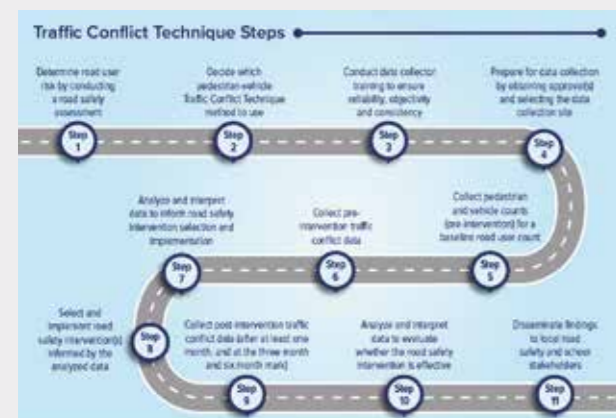 Traffic Conflict Technique Steps
Determine road user
risk by conducting
a road safety
assessment
Decide which
pedestrian-vehicle
Traffic Conflict Technique
method to use
Conduct data collector
training to ensure
reliability, objectivity
and consistency
Prepare for data collection
by obtaining approval(s)
and selecting the data
collection site
Step
1
Step
2
Step
3
Step
4
Collect pedestrian
and vehicle counts
(pre-intervention) for a
baseline road user count
Step
5
Collect pre-
intervention traffic
conflict data
Step
6
Analyze and interpret
data to inform road safety
intervention selection and
implementation
Step
7
Select and
implement road
safety intervention(s)
informed by the
analyzed data
Step
8
Collect post-intervention traffic
conflict data (after at least one
month, and at the three month
and six month mark)
Step
9
Analyze and interpret
data to evaluate
whether the road safety
intervention is effective
Step
10
Disseminate findings
to local road
safety and school
stakeholders
Step
11